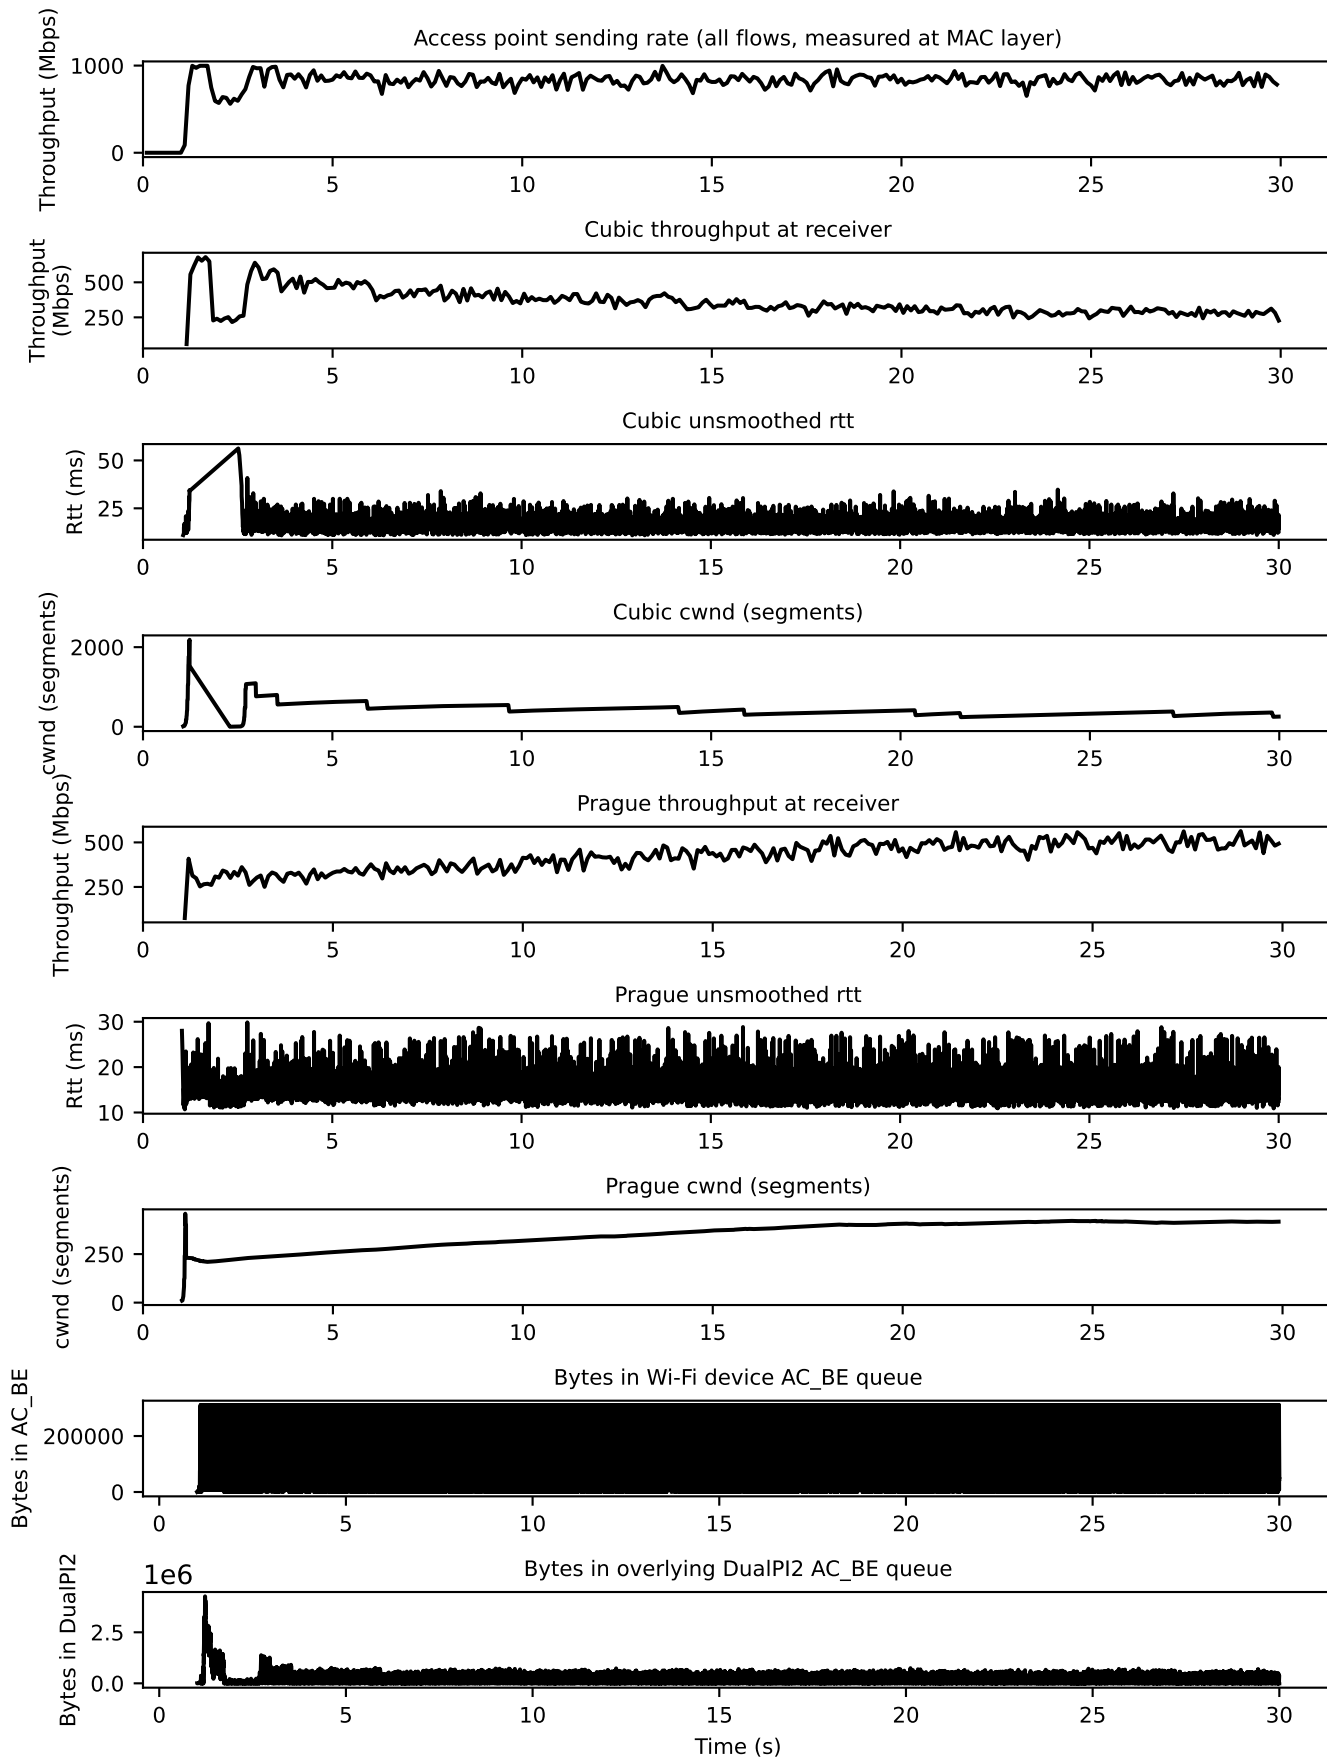 Access point sending rate (all flows, measured at MAC layer)
Throughput (Mbps)
1000
0
0 5 10 15 20 25 30
Cubic throughput at receiver
Throughput
(Mbps)
500
250
0 5 10 15 20 25 30
Cubic unsmoothed rtt
Rtt (ms)
50
25
0 5 10 15 20 25 30
Cubic cwnd (segments)
cwnd (segments)
2000
0
0 5 10 15 20 25 30
Prague throughput at receiver
Throughput (Mbps)
500
250
0 5 10 15 20 25 30
Prague unsmoothed rtt
Rtt (ms)
30
20
10
0 5 10 15 20 25 30
Prague cwnd (segments)
cwnd (segments)
250
0
0 5 10 15 20 25 30
Bytes in Wi-Fi device AC_BE queue
Bytes in AC_BE
200000
0
0 5 10 15 20 25 30
Bytes in overlying DualPI2 AC_BE queue
1e6
Bytes in DualPI2
2.5
0.0
0 5 10 15 20 25 30
Time (s)